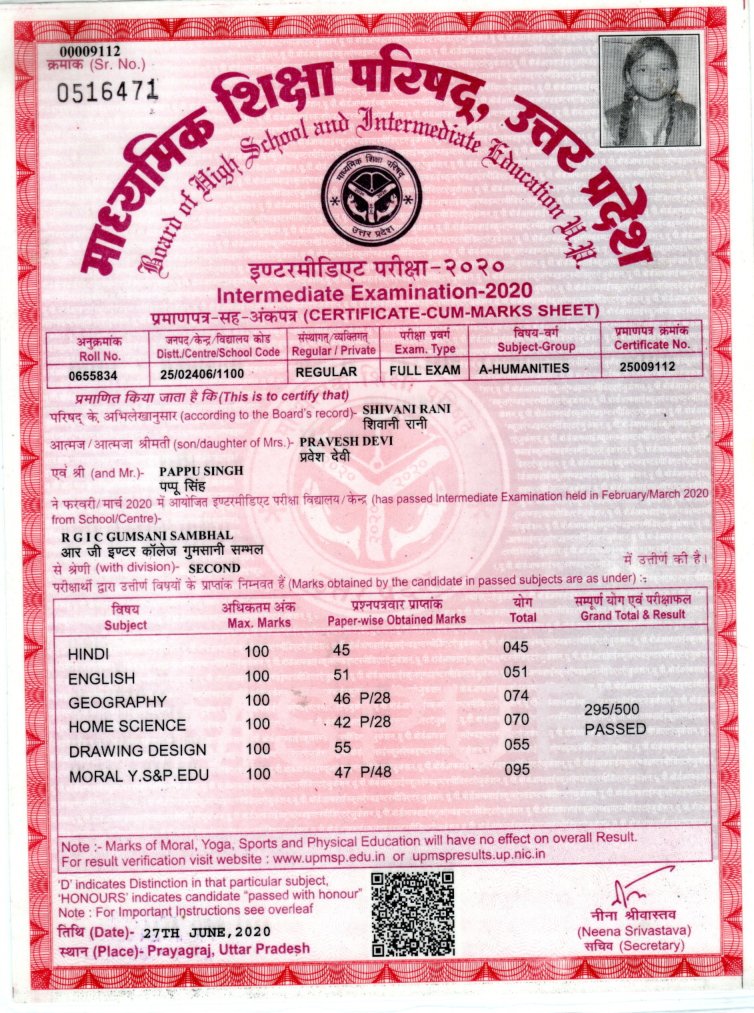 00009112
क्रमांक (Sr. No.)
0516471
माध्यमिक शिक्षा परिषद्, उत्तर प्रदेश
Board of High School and Intermediate Education U.P.
माध्यमिक शिक्षा परिषद्
उत्तर प्रदेश
इण्टरमीडिएट परीक्षा-२०२०
Intermediate Examination-2020
प्रमाणपत्र-सह-अंकपत्र (CERTIFICATE-CUM-MARKS SHEET)
अनुक्रमांक जनपद/केन्द्र/विद्यालय कोड संस्थागत/व्यक्तिगत परीक्षा प्रवर्ग विषय-वर्ग प्रमाणपत्र क्रमांक
Roll No. Distt./Centre/School Code Regular / Private Exam. Type Subject-Group Certificate No.
0655834 25/02406/1100 REGULAR FULL EXAM A-HUMANITIES 25009112
प्रमाणित किया जाता है कि (This is to certify that)
परिषद के अभिलेखानुसार (according to the Board's record)- SHIVANI RANI
शिवानी रानी
आत्मज/आत्मजा श्रीमती (son/daughter of Mrs.)- PRAVESH DEVI
प्रवेश देवी
एवं श्री (and Mr.)- PAPPU SINGH
पप्पू सिंह
ने फरवरी/मार्च 2020 में आयोजित इण्टरमीडिएट परीक्षा विद्यालय/केन्द्र (has passed Intermediate Examination held in February/March 2020
from School/Centre)-
R G I C GUMSANI SAMBHAL
आर जी इण्टर कॉलेज गुमसानी सम्भल
से श्रेणी (with division)- SECOND में उत्तीर्ण की है।
परीक्षार्थी द्वारा उत्तीर्ण विषयों के प्राप्तांक निम्नवत हैं (Marks obtained by the candidate in passed subjects are as under) :-
विषय अधिकतम अंक प्रश्नपत्रवार प्राप्तांक योग सम्पूर्ण योग एवं परीक्षाफल
Subject Max. Marks Paper-wise Obtained Marks Total Grand Total & Result
HINDI 100 45 045
ENGLISH 100 51 051
GEOGRAPHY 100 46 P/28 074
295/500
HOME SCIENCE 100 42 P/28 070
PASSED
DRAWING DESIGN 100 55 055
MORAL Y.S&P.EDU 100 47 P/48 095
Note :- Marks of Moral, Yoga, Sports and Physical Education will have no effect on overall Result.
For result verification visit website : www.upmsp.edu.in or upmspresults.up.nic.in
'D' indicates Distinction in that particular subject,
'HONOURS' indicates candidate "passed with honour"
Note : For Important Instructions see overleaf
तिथि (Date)- 27TH JUNE,2020
स्थान (Place)- Prayagraj, Uttar Pradesh
नीना श्रीवास्तव
(Neena Srivastava)
सचिव (Secretary)